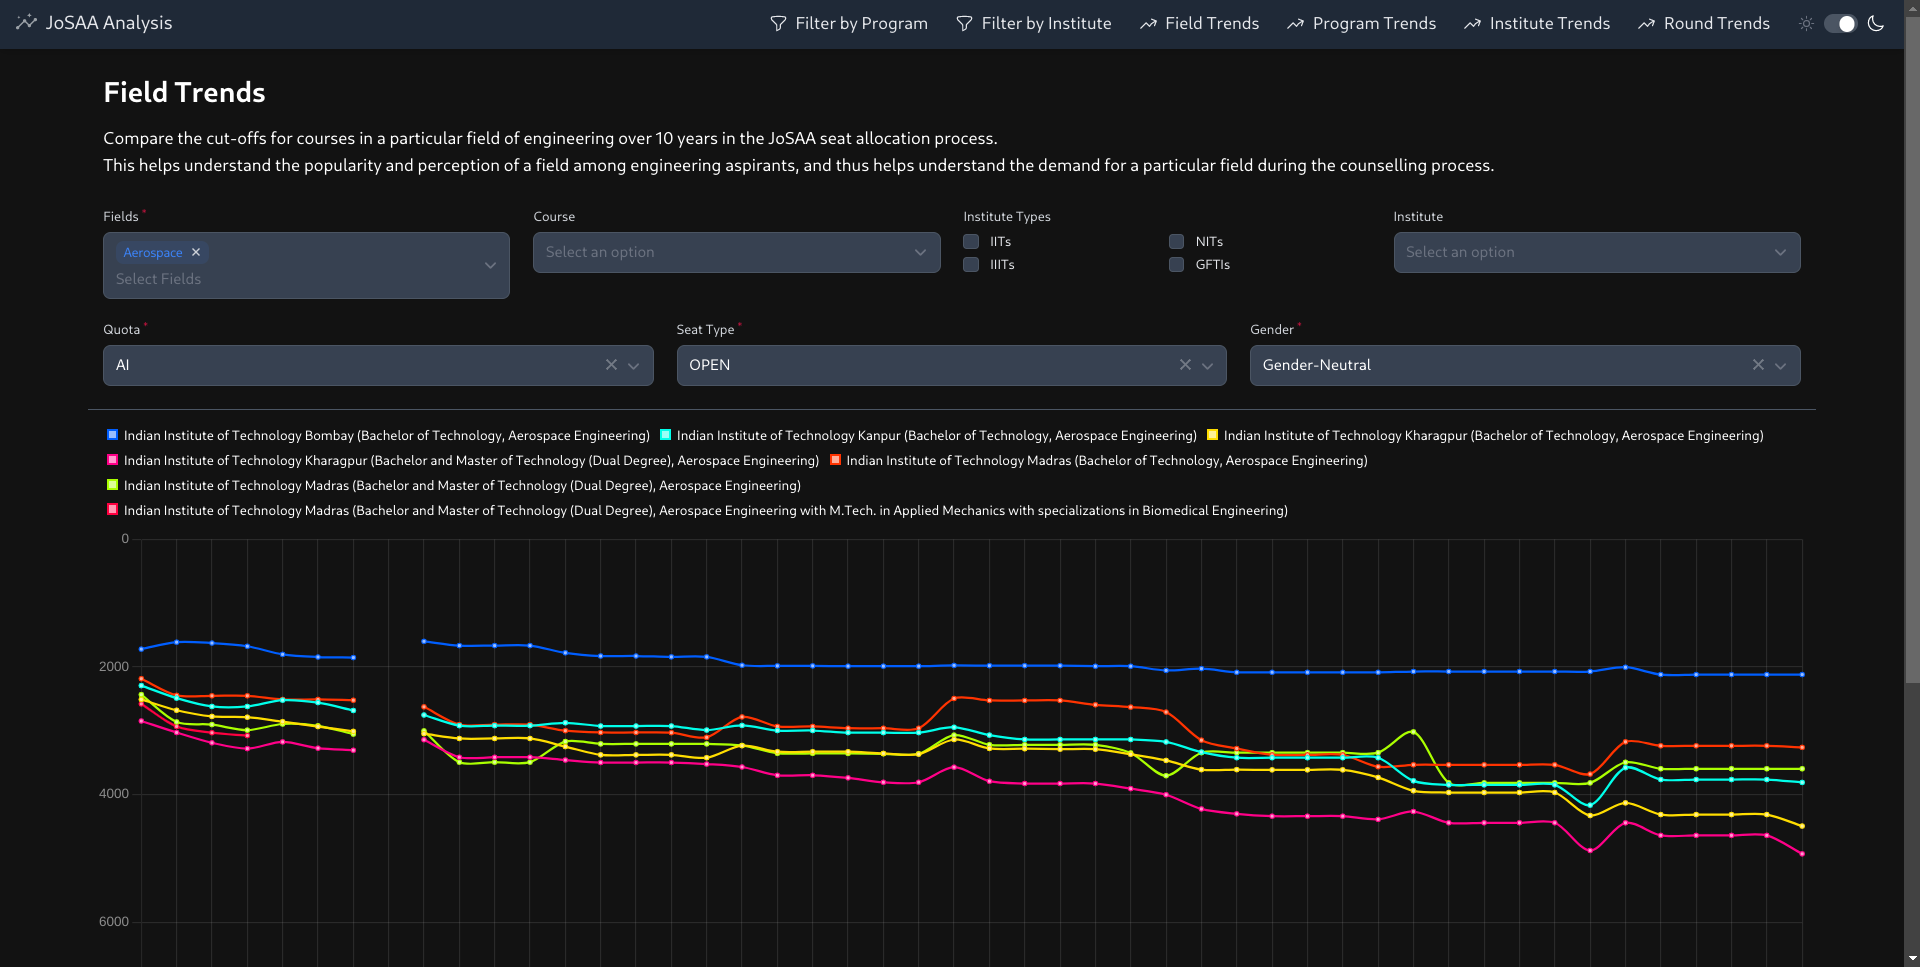 JoSAA Analysis
Filter by Program
Filter by Institute
Field Trends
Program Trends
Institute Trends
Round Trends
Field Trends
Compare the cut-offs for courses in a particular field of engineering over 10 years in the JoSAA seat allocation process.
This helps understand the popularity and perception of a field among engineering aspirants, and thus helps understand the demand for a particular field during the counselling process.
Fields *
Course
Institute Types
Institute
Aerospace ×
Select Fields
Select an option
IITs
NITs
IIITs
GFTIs
Select an option
Quota *
Seat Type *
Gender *
AI
OPEN
Gender-Neutral
Indian Institute of Technology Bombay (Bachelor of Technology, Aerospace Engineering) Indian Institute of Technology Kanpur (Bachelor of Technology, Aerospace Engineering) Indian Institute of Technology Kharagpur (Bachelor of Technology, Aerospace Engineering)
Indian Institute of Technology Kharagpur (Bachelor and Master of Technology (Dual Degree), Aerospace Engineering) Indian Institute of Technology Madras (Bachelor of Technology, Aerospace Engineering)
Indian Institute of Technology Madras (Bachelor and Master of Technology (Dual Degree), Aerospace Engineering)
Indian Institute of Technology Madras (Bachelor and Master of Technology (Dual Degree), Aerospace Engineering with M.Tech. in Applied Mechanics with specializations in Biomedical Engineering)
0
2000
4000
6000